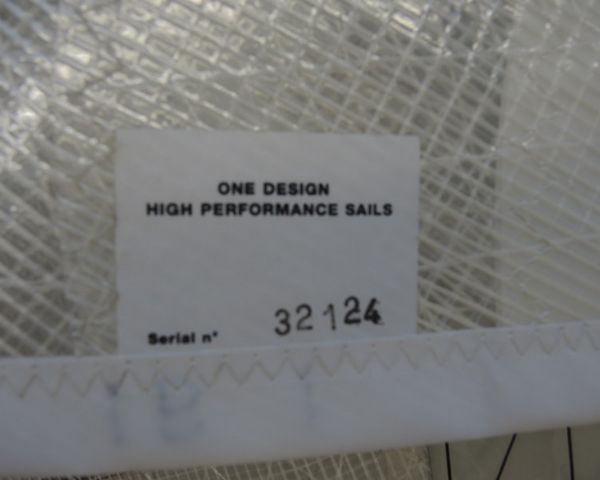 ONE DESIGN
HIGH PERFORMANCE SAILS
Serial n° 32124